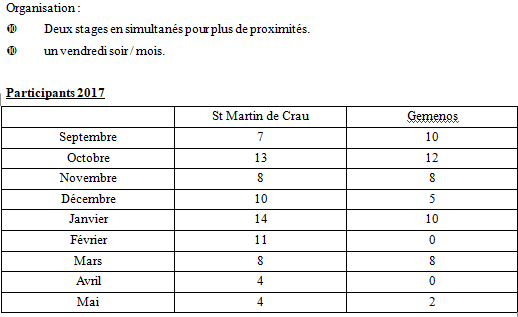 Organisation :
❿ Deux stages en simultanés pour plus de proximités.
❿ un vendredi soir / mois.
Participants 2017
St Martin de Crau Gemenos
Septembre 7 10
Octobre 13 12
Novembre 8 8
Décembre 10 5
Janvier 14 10
Février 11 0
Mars 8 8
Avril 4 0
Mai 4 2